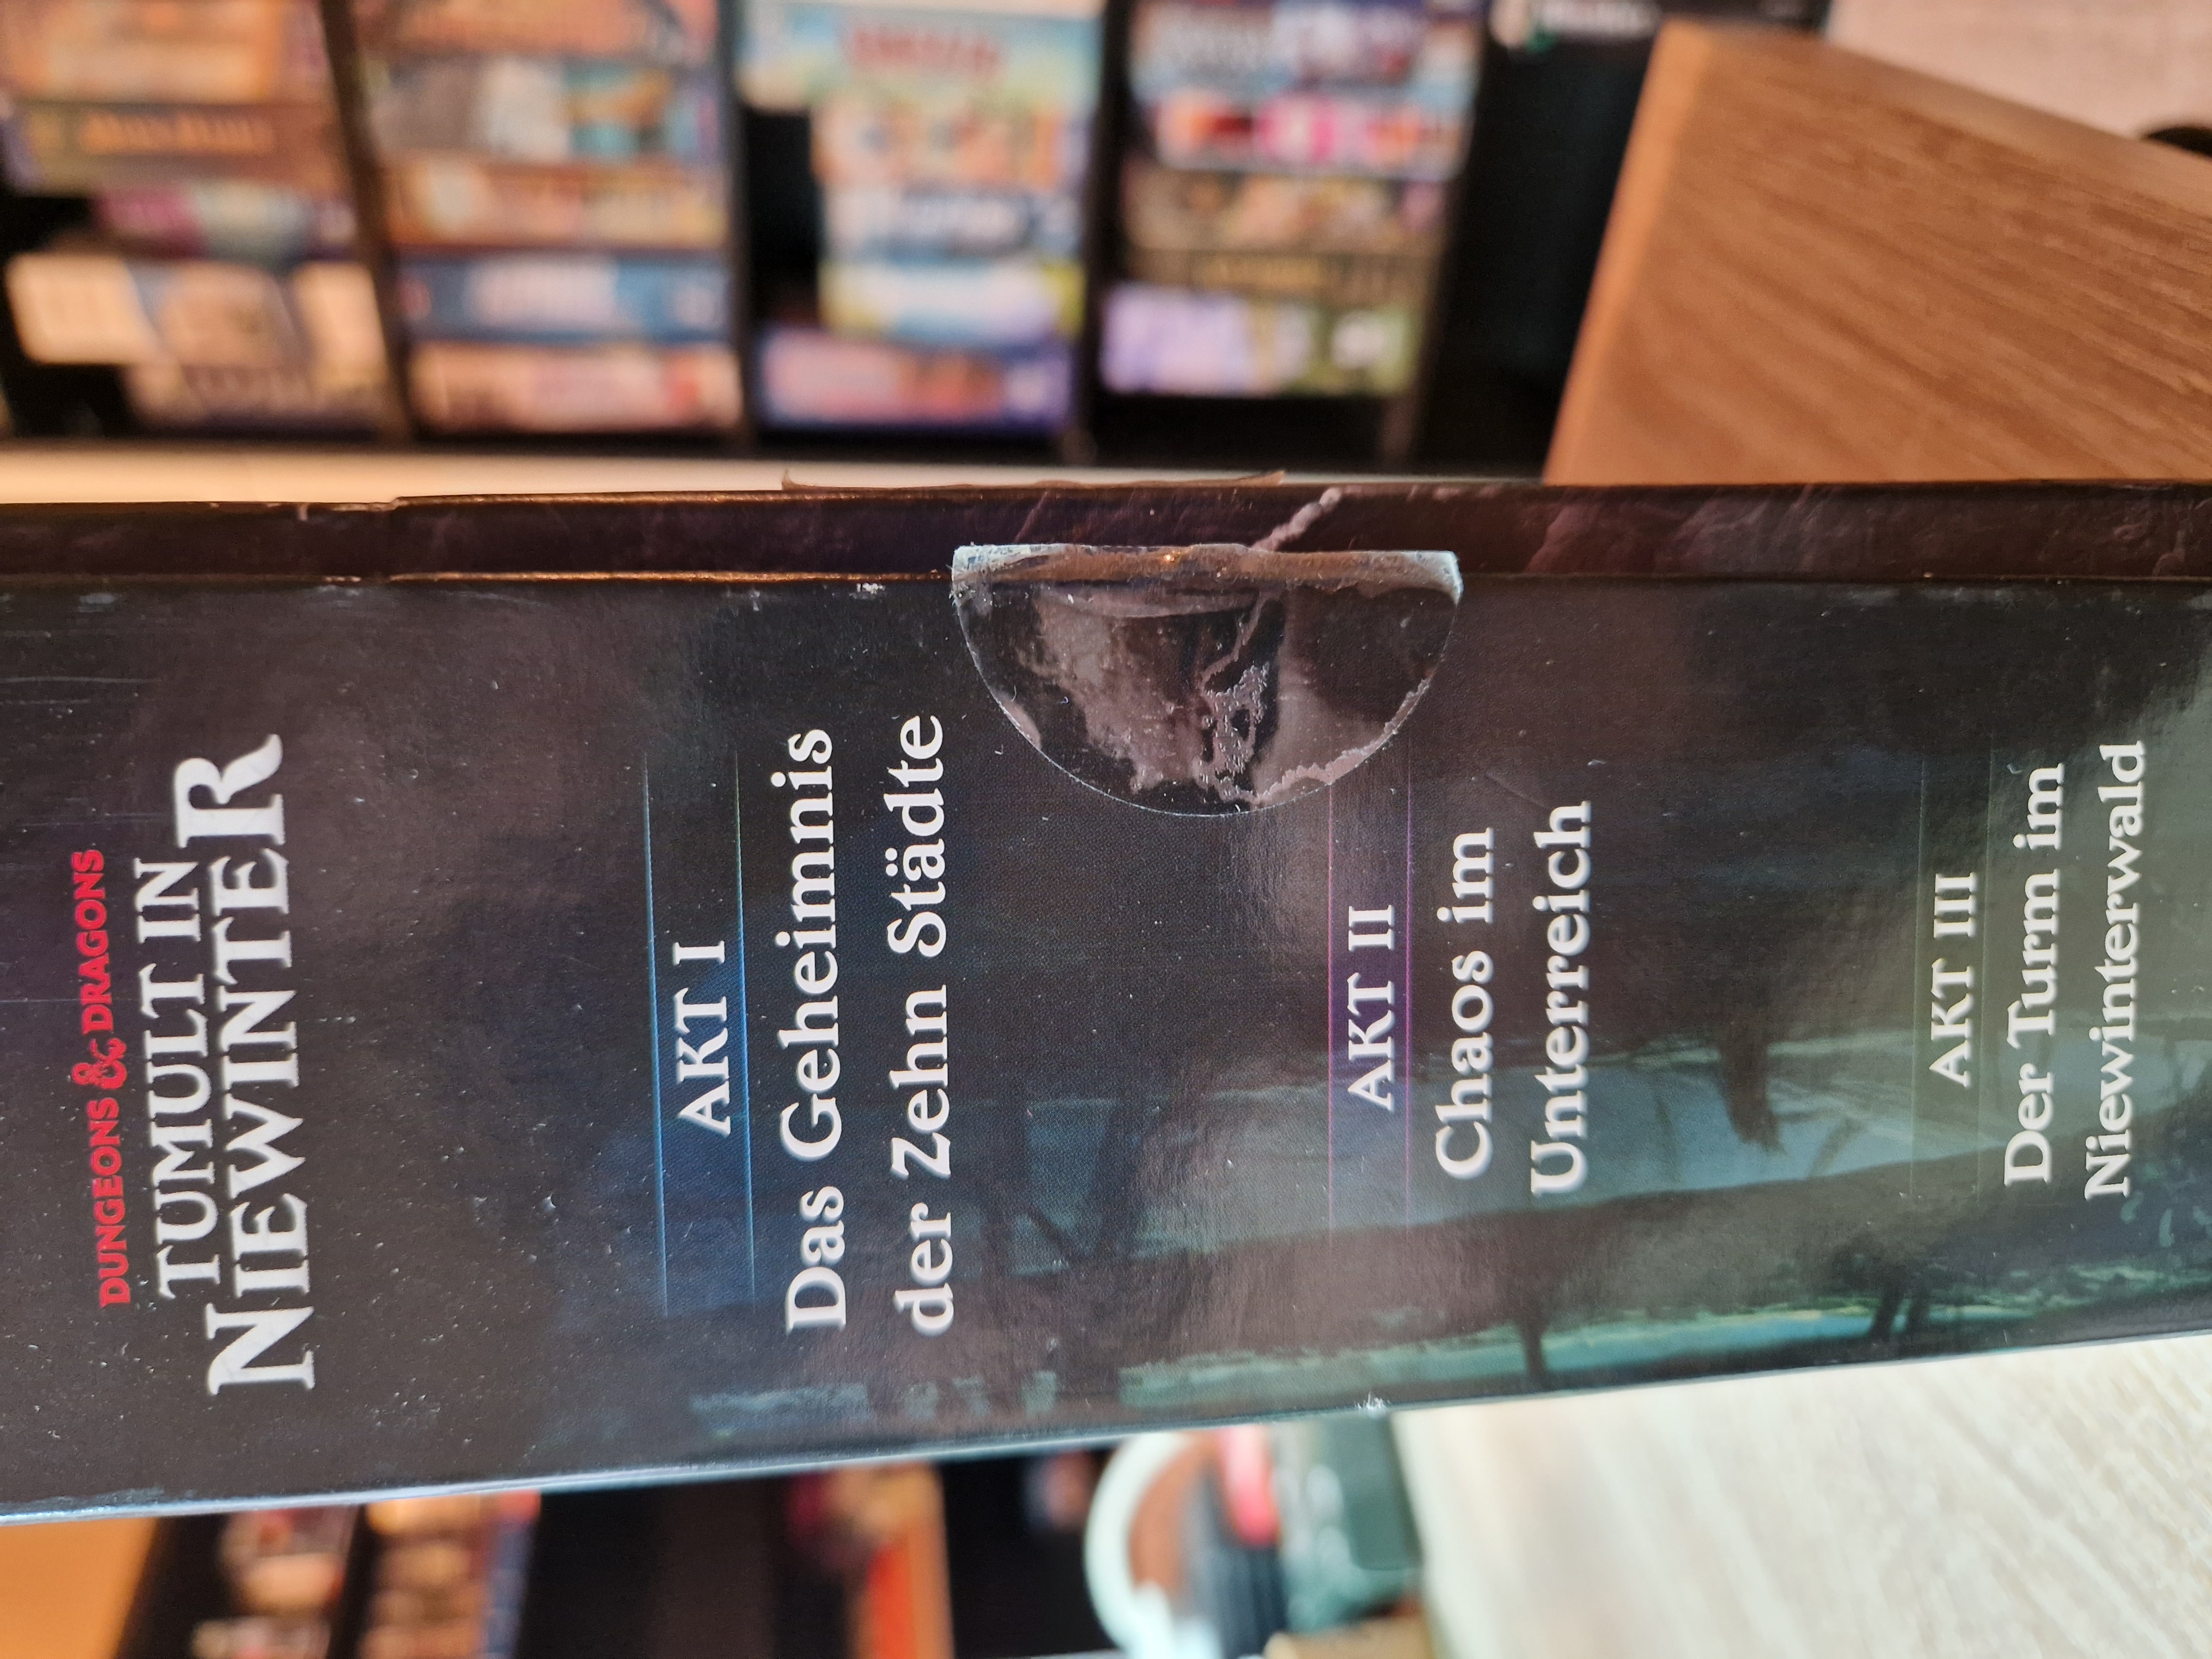 DUNGEONS & DRAGONS
TUMULT IN
NIEWINTER
AKT I
Das Geheimnis
der Zehn Städte
AKT II
Chaos im
Unterreich
AKT III
Der Turm im
Niewinterwald